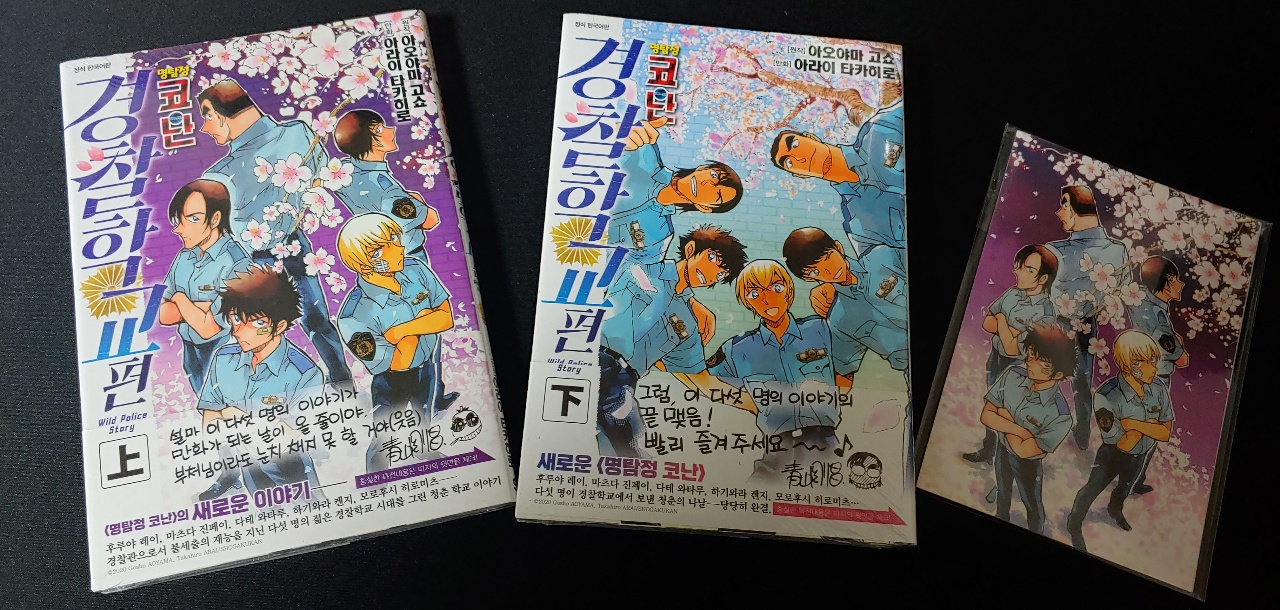 정식 한국어판
명탐정
코난
경찰학교편
Wild Police Story
上
[원작] 아오야마 고쇼
[만화] 아라이 타카히로
설마 이 다섯 명의 이야기가
만화가 되는 날이 올 줄이야.
부처님이라도 눈치 채지 못 할 거야(웃음)
〈명탐정 코난〉의 새로운 이야기
후루야 레이, 마츠다 진페이, 다테 와타루, 하기와라 켄지, 모로후시 히로미츠……
경찰관으로서 불세출의 재능을 지닌 다섯 명의 젊은 경찰학교 시대를 그린 청춘 학교 이야기
©2020 Gosho AOYAMA, Takahiro ARAI/SHOGAKUKAN
정식 한국어판
명탐정
코난
경찰학교편
Wild Police Story
下
[원작] 아오야마 고쇼
[만화] 아라이 타카히로
그럼, 이 다섯 명의 이야기의
끝 맺음!
빨리 즐겨주세요~~♪
새로운 〈명탐정 코난〉
후루야 레이, 마츠다 진페이, 다테 와타루, 하기와라 켄지, 모로후시 히로미츠…
다섯 명이 경찰학교에서 보낸 청춘의 나날– –당당히 완결.
©2020 Gosho AOYAMA, Takahiro ARAI/SHOGAKUKAN